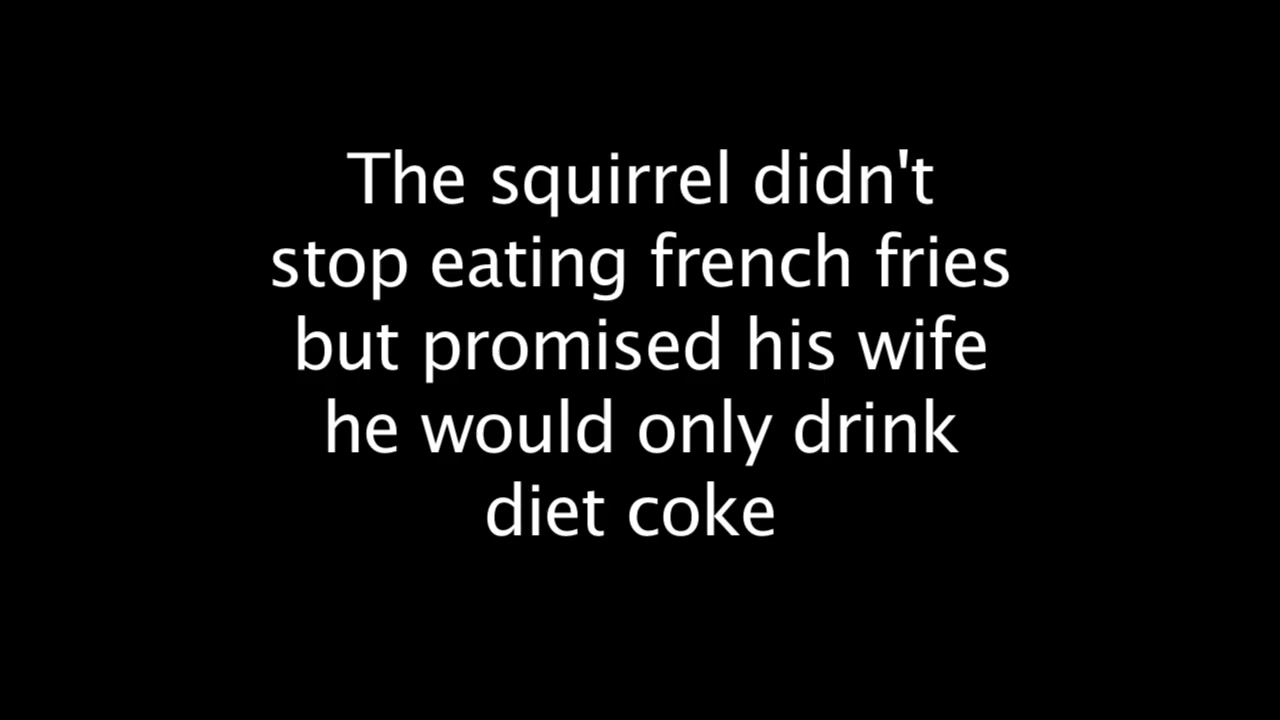 The squirrel didn't
stop eating french fries
but promised his wife
he would only drink
diet coke